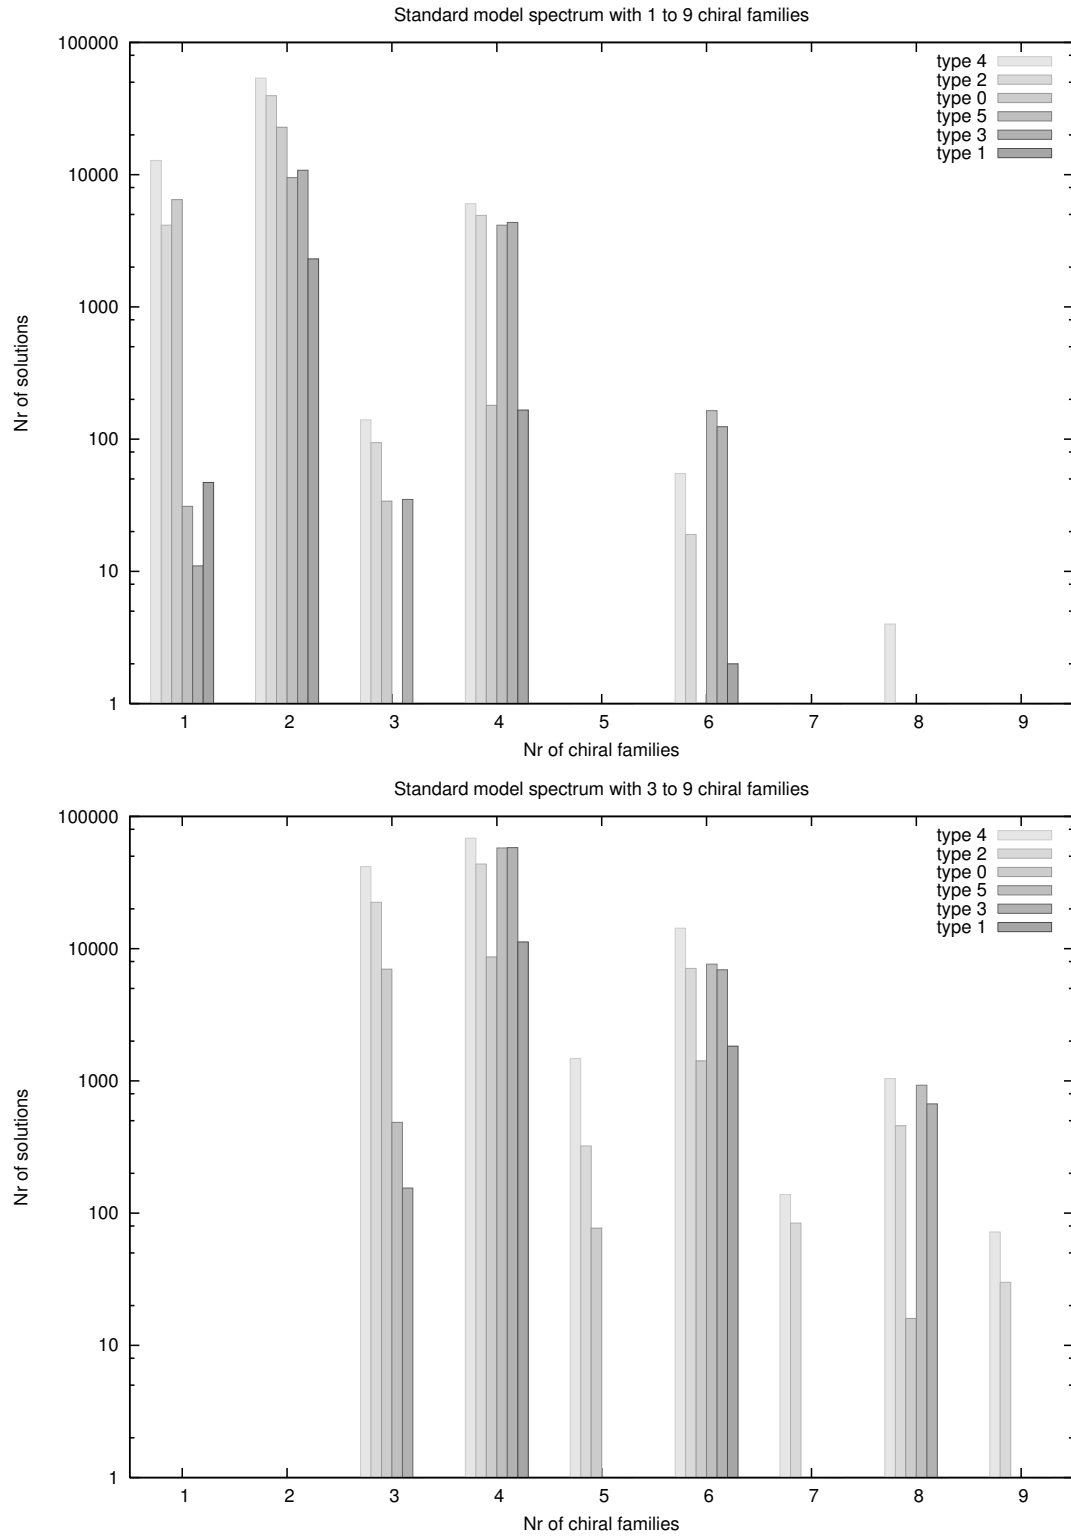 Standard model spectrum with 1 to 9 chiral families
100000
10000
1000
100
10
1
Nr of solutions
type 4
type 2
type 0
type 5
type 3
type 1
1 2 3 4 5 6 7 8 9
Nr of chiral families
Standard model spectrum with 3 to 9 chiral families
100000
10000
1000
100
10
1
Nr of solutions
type 4
type 2
type 0
type 5
type 3
type 1
1 2 3 4 5 6 7 8 9
Nr of chiral families